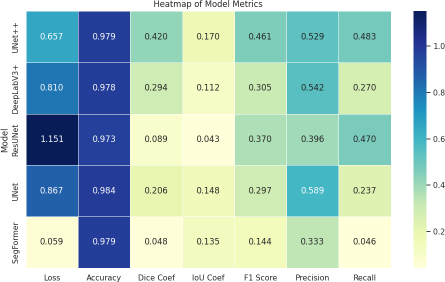 Heatmap of Model Metrics
Model
UNet++ 0.657 0.979 0.420 0.170 0.461 0.529 0.483
DeepLabV3+ 0.810 0.978 0.294 0.112 0.305 0.542 0.270
ResUNet 1.151 0.973 0.089 0.043 0.370 0.396 0.470
UNet 0.867 0.984 0.206 0.148 0.297 0.589 0.237
SegFormer 0.059 0.979 0.048 0.135 0.144 0.333 0.046
Loss Accuracy Dice Coef IoU Coef F1 Score Precision Recall
1.0
0.8
0.6
0.4
0.2